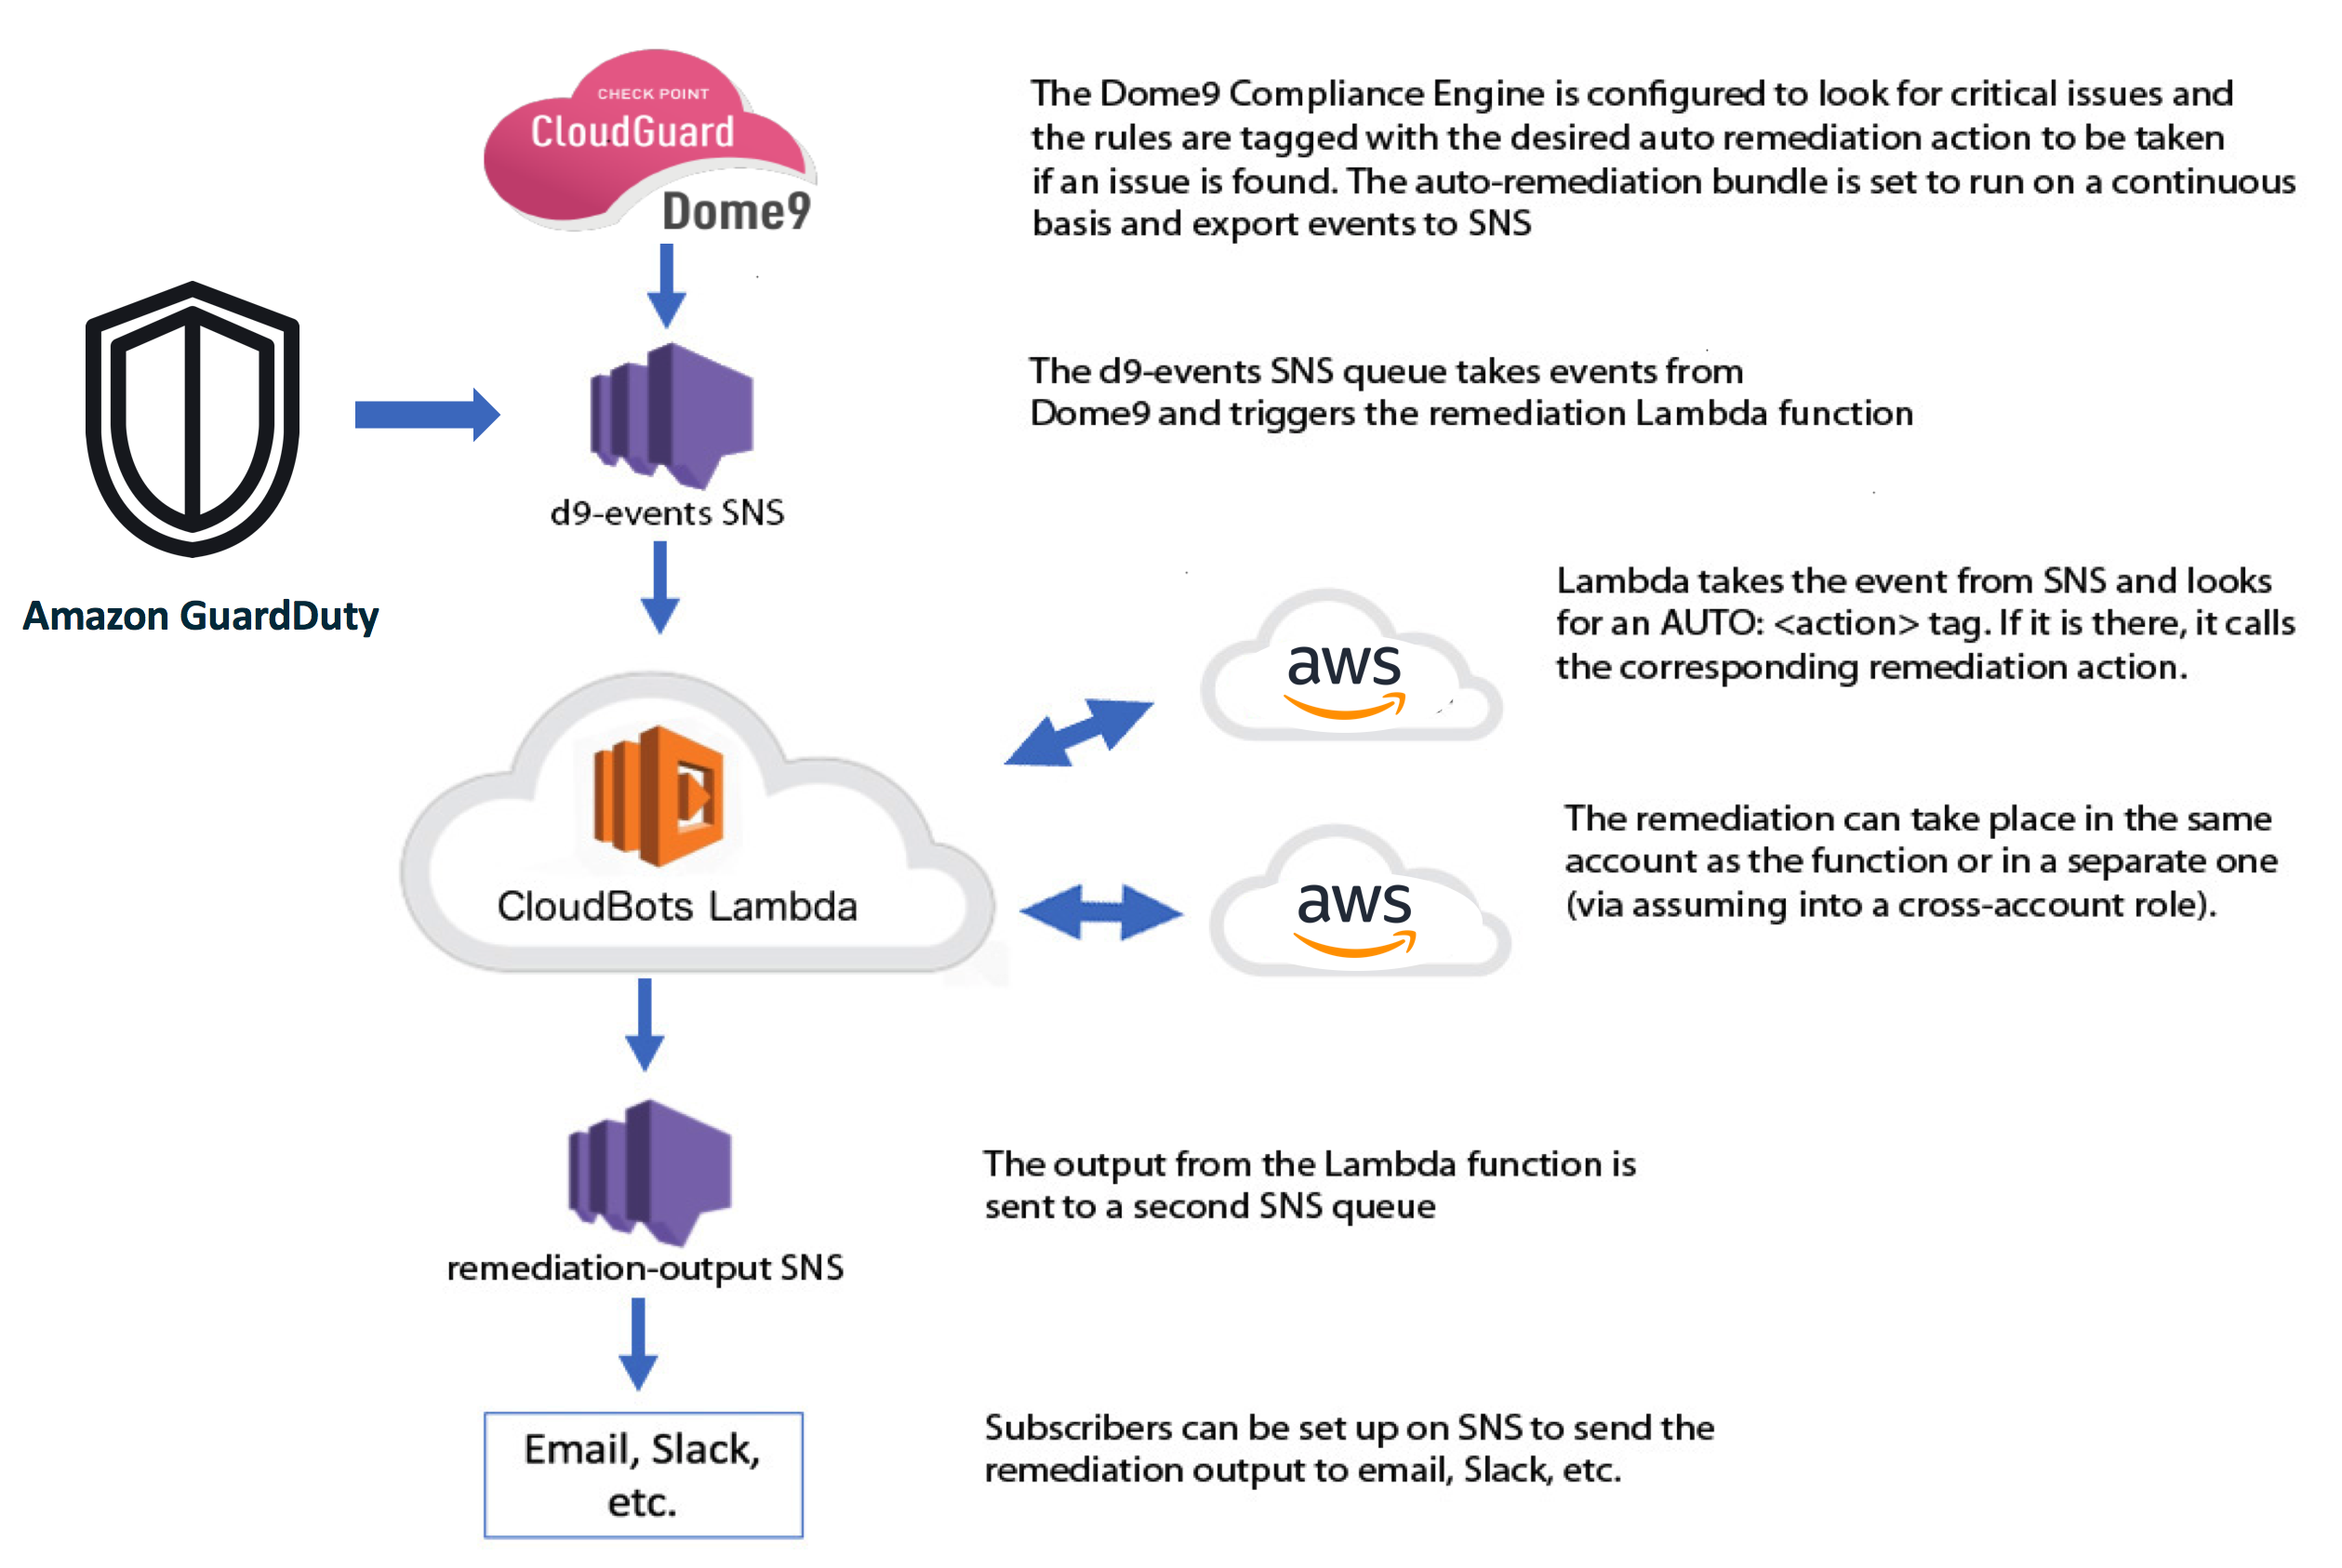 CHECK POINT
CloudGuard
Dome9
The Dome9 Compliance Engine is configured to look for critical issues and
the rules are tagged with the desired auto remediation action to be taken
if an issue is found. The auto-remediation bundle is set to run on a continuous
basis and export events to SNS
The d9-events SNS queue takes events from
Dome9 and triggers the remediation Lambda function
d9-events SNS
Amazon GuardDuty
aws
Lambda takes the event from SNS and looks
for an AUTO: <action> tag. If it is there, it calls
the corresponding remediation action.
CloudBots Lambda
aws
The remediation can take place in the same
account as the function or in a separate one
(via assuming into a cross-account role).
The output from the Lambda function is
sent to a second SNS queue
remediation-output SNS
Email, Slack,
etc.
Subscribers can be set up on SNS to send the
remediation output to email, Slack, etc.